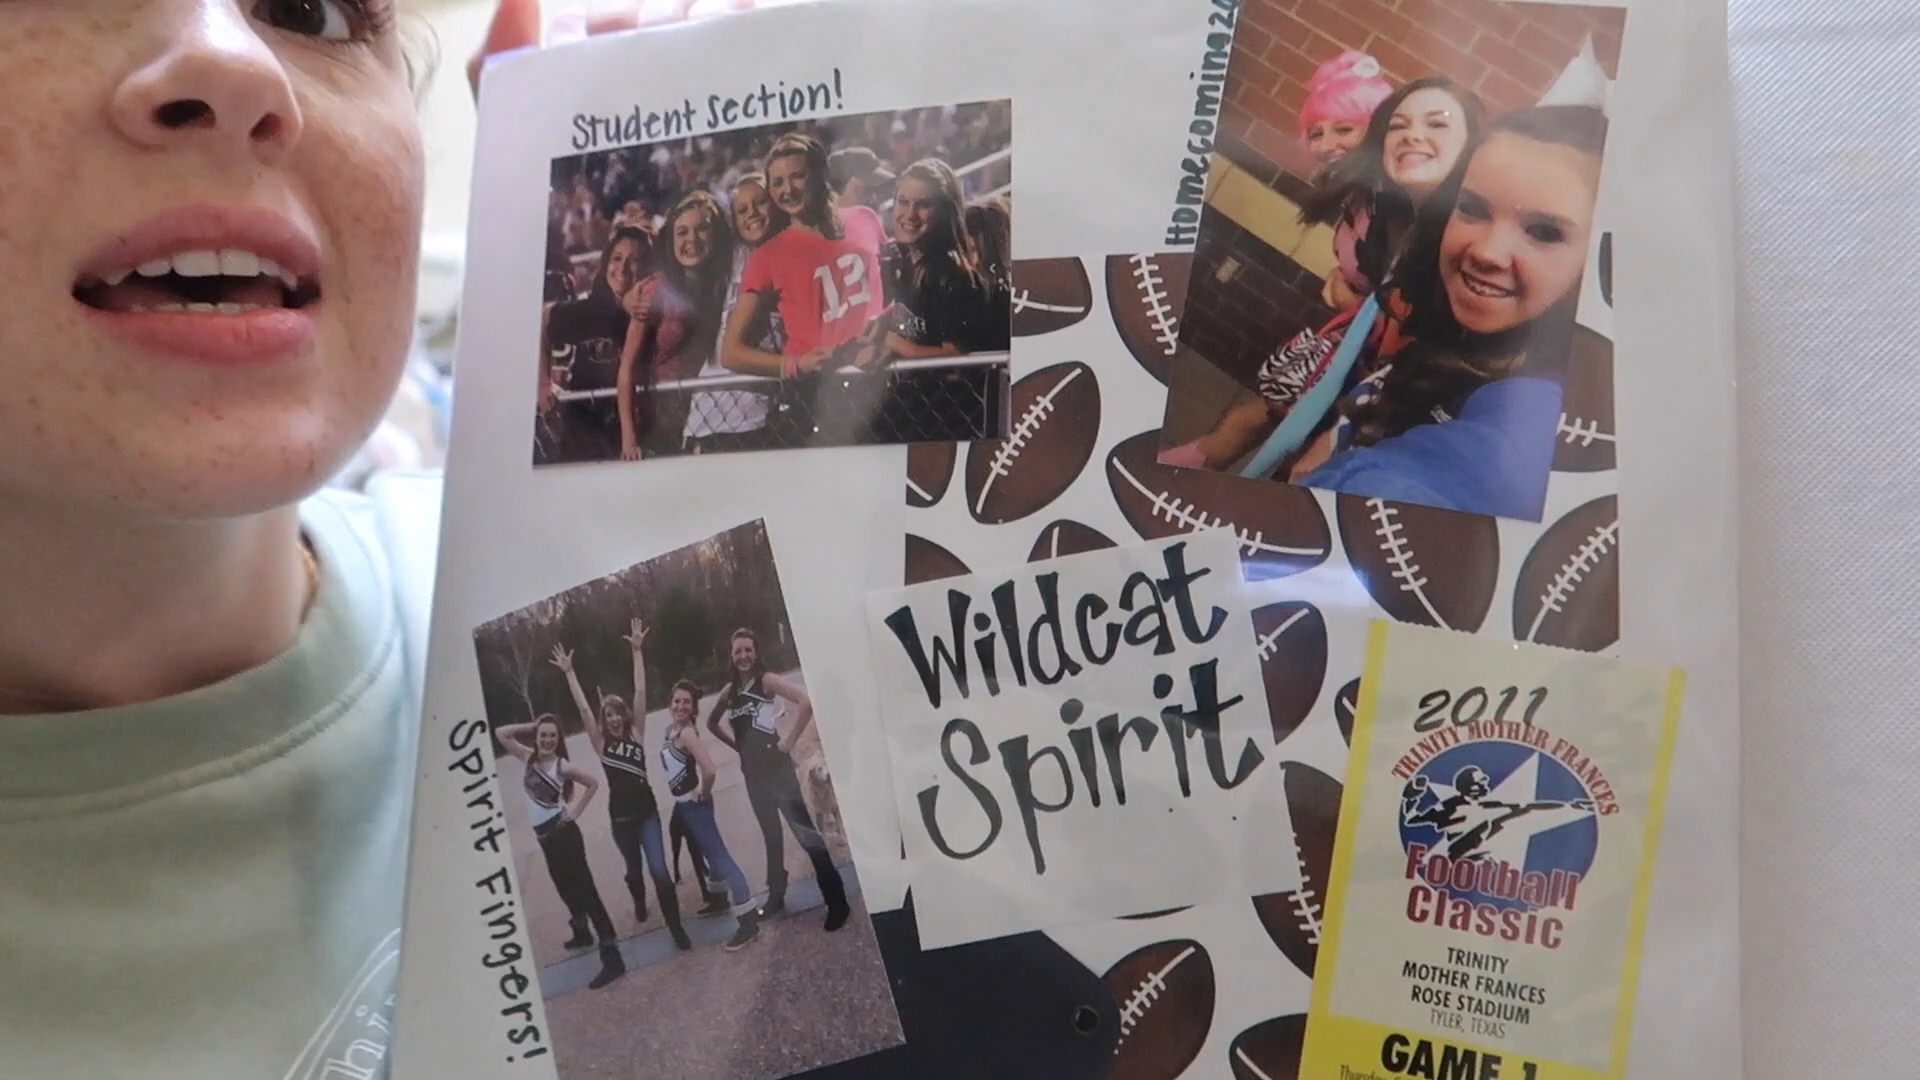 Student Section!
13
Homecoming 20
Wildcat
Spirit
Spirit Fingers!
CATS
2011
TRINITY MOTHER FRANCES
Football
Classic
TRINITY
MOTHER FRANCES
ROSE STADIUM
TYLER, TEXAS
GAME 1